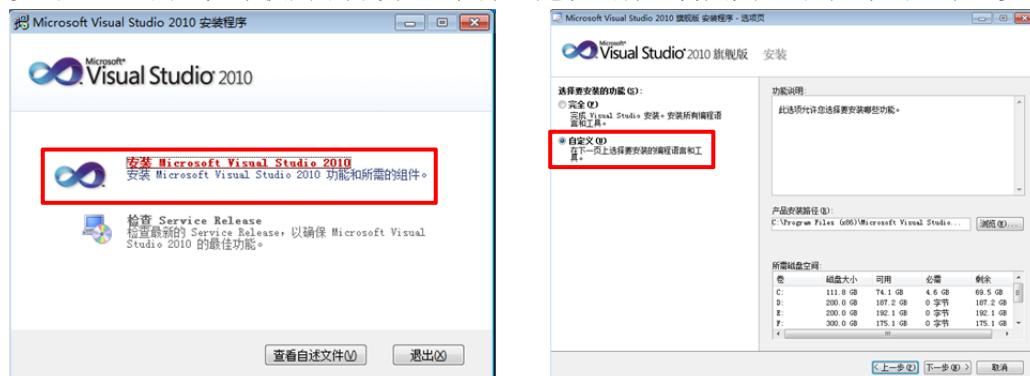 Microsoft Visual Studio 2010 安装程序
Microsoft
Visual Studio 2010
安装 Microsoft Visual Studio 2010
安装 Microsoft Visual Studio 2010 功能和所需的组件。
检查 Service Release
检查最新的 Service Release，以确保 Microsoft Visual
Studio 2010 的最佳功能。
查看自述文件(V)
退出(X)
Microsoft Visual Studio 2010 旗舰版 安装程序 - 选项页
Microsoft
Visual Studio 2010 旗舰版 安装
选择要安装的功能(S):
完全(F)
完成 Visual Studio 安装。安装所有编程语
言和工具。
自定义(U)
在下一页上选择要安装的编程语言和工
具。
功能说明:
此选项允许您选择要安装哪些功能。
产品安装路径(B):
C:\Program Files (x86)\Microsoft Visual Studio...
浏览(W)...
所需磁盘空间:
卷 磁盘大小 可用 必需 剩余
C: 111.8 GB 74.1 GB 4.6 GB 69.5 GB
D: 200.0 GB 187.2 GB 0 字节 187.2 GB
E: 200.0 GB 192.1 GB 0 字节 192.1 GB
F: 300.0 GB 175.1 GB 0 字节 175.1 GB
<上一步(P)
下一步(N)>
取消